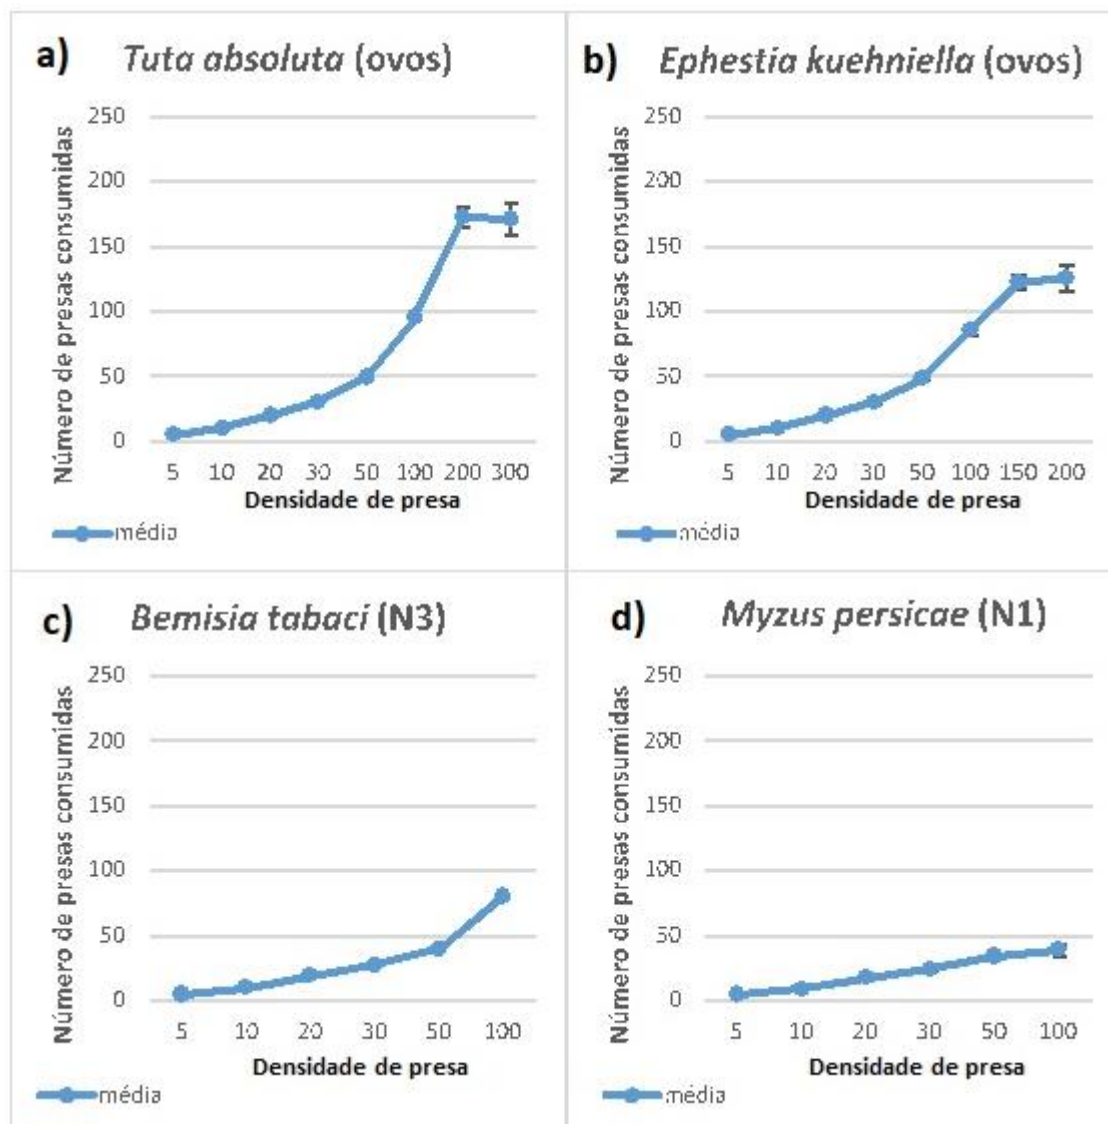 a) Tuta absoluta (ovos)
Número de presas consumidas
250
200
150
100
50
0
5 10 20 30 50 100 200 300
Densidade de presa
média
b) Ephestia kuehniella (ovos)
Número de presas consumidas
250
200
150
100
50
0
5 10 20 30 50 100 150 200
Densidade de presa
média
c) Bemisia tabaci (N3)
Número de presas consumidas
250
200
150
100
50
0
5 10 20 30 50 100
Densidade de presa
média
d) Myzus persicae (N1)
Número de presas consumidas
250
200
150
100
50
0
5 10 20 30 50 100
Densidade de presa
média